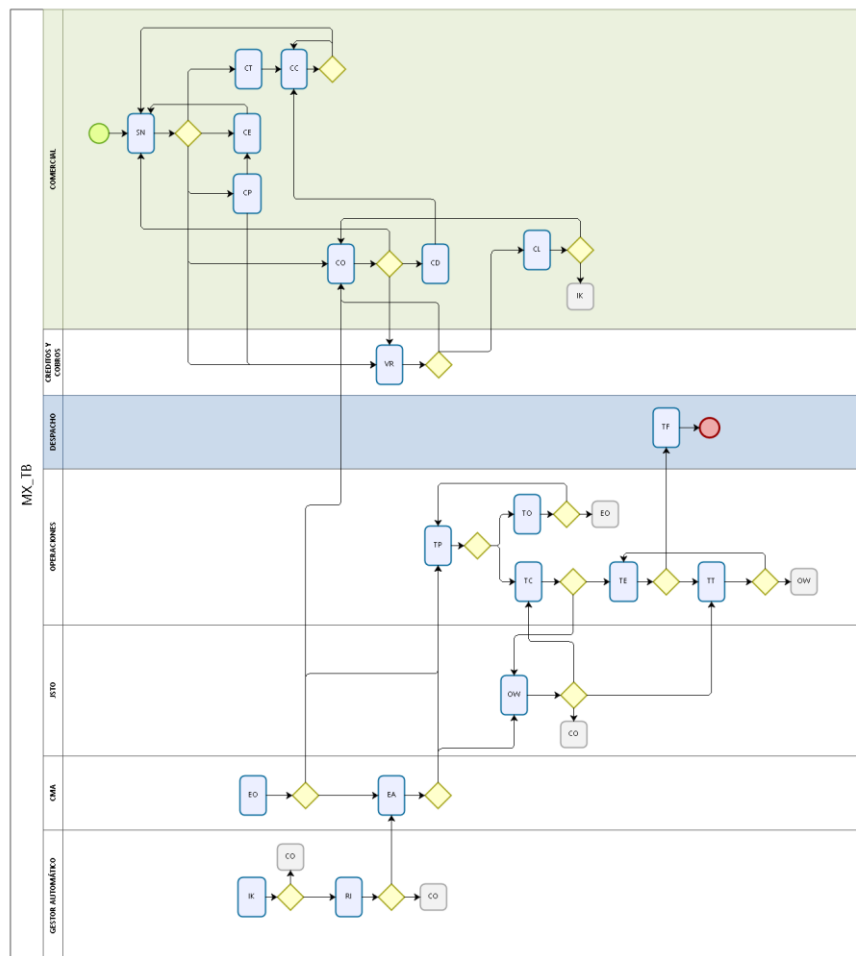 MX_TB
COMERCIAL
SN
CT
CC
CE
CP
CO
CD
CL
IK
CREDITOS Y
COBROS
VR
DESPACHO
TF
OPERACIONES
TP
TO
EO
TC
TE
TT
OW
JSTO
OW
CO
CMA
EO
EA
GESTOR AUTOMÁTICO
CO
IK
RI
CO